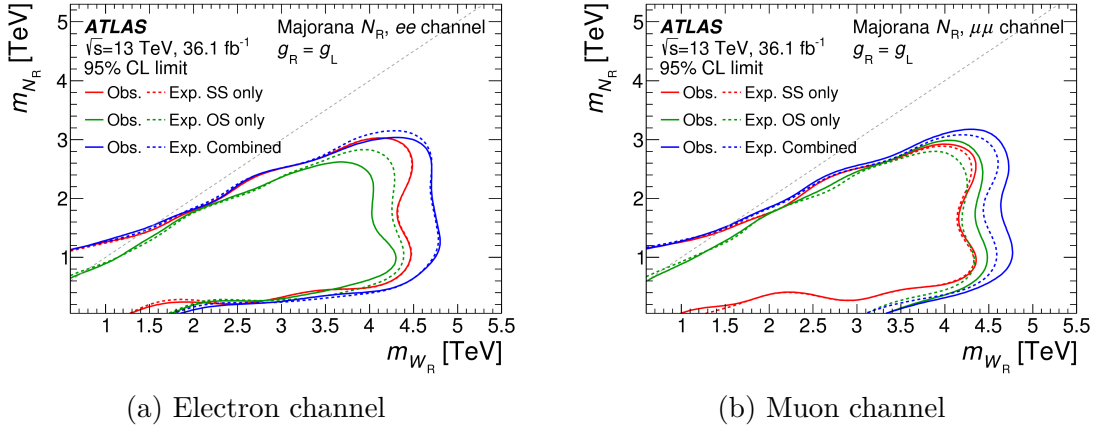 ATLAS
Majorana N_R, ee channel
√s=13 TeV, 36.1 fb⁻¹
g_R = g_L
95% CL limit
Obs. Exp. SS only
Obs. Exp. OS only
Obs. Exp. Combined
m_{N_R} [TeV]
5
4
3
2
1
1 1.5 2 2.5 3 3.5 4 4.5 5 5.5
m_{W_R} [TeV]
(a) Electron channel
ATLAS
Majorana N_R, μμ channel
√s=13 TeV, 36.1 fb⁻¹
g_R = g_L
95% CL limit
Obs. Exp. SS only
Obs. Exp. OS only
Obs. Exp. Combined
m_{N_R} [TeV]
5
4
3
2
1
1 1.5 2 2.5 3 3.5 4 4.5 5 5.5
m_{W_R} [TeV]
(b) Muon channel